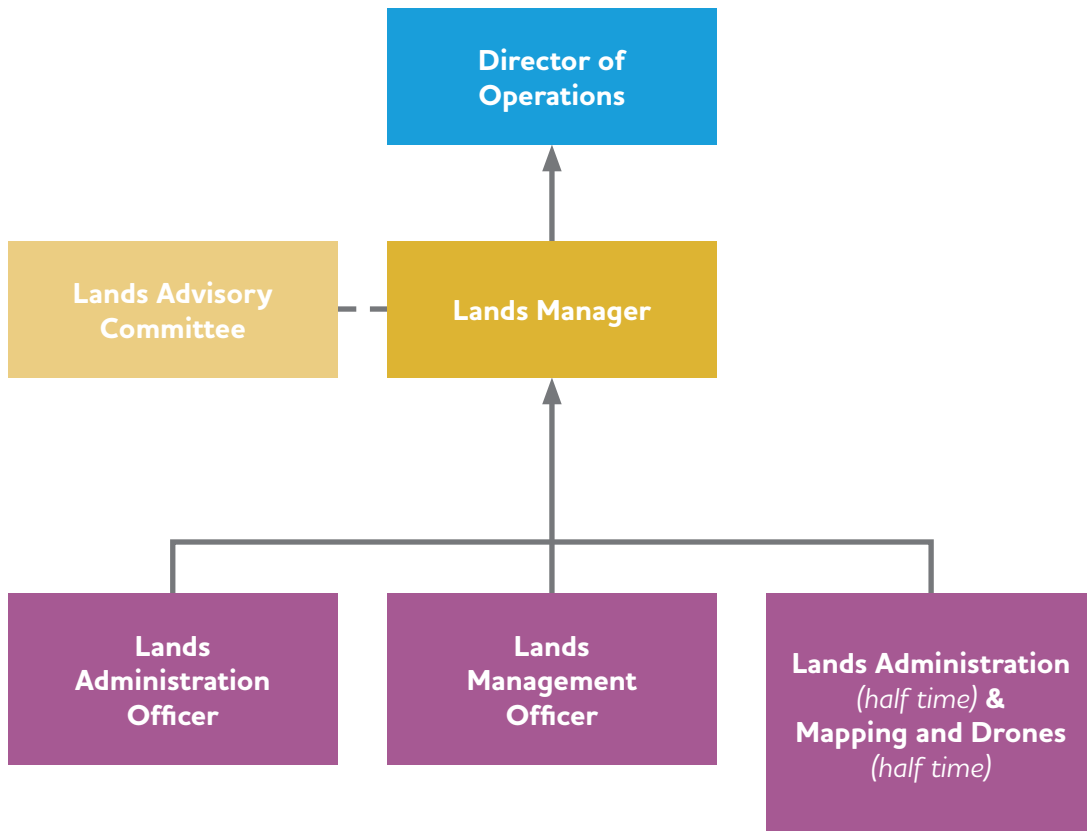 Director of
Operations
Lands Advisory
Committee
Lands Manager
Lands
Administration
Officer
Lands
Management
Officer
Lands Administration
(half time) &
Mapping and Drones
(half time)